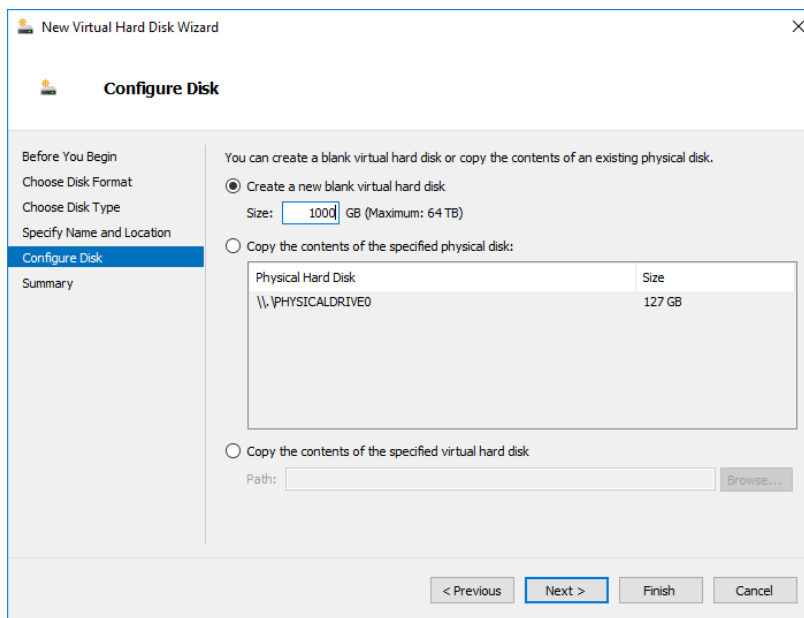 New Virtual Hard Disk Wizard
Configure Disk
Before You Begin
Choose Disk Format
Choose Disk Type
Specify Name and Location
Configure Disk
Summary
You can create a blank virtual hard disk or copy the contents of an existing physical disk.
Create a new blank virtual hard disk
Size: 1000 GB (Maximum: 64 TB)
Copy the contents of the specified physical disk:
Physical Hard Disk Size
\\.\PHYSICALDRIVE0 127 GB
Copy the contents of the specified virtual hard disk
Path: Browse...
< Previous Next > Finish Cancel